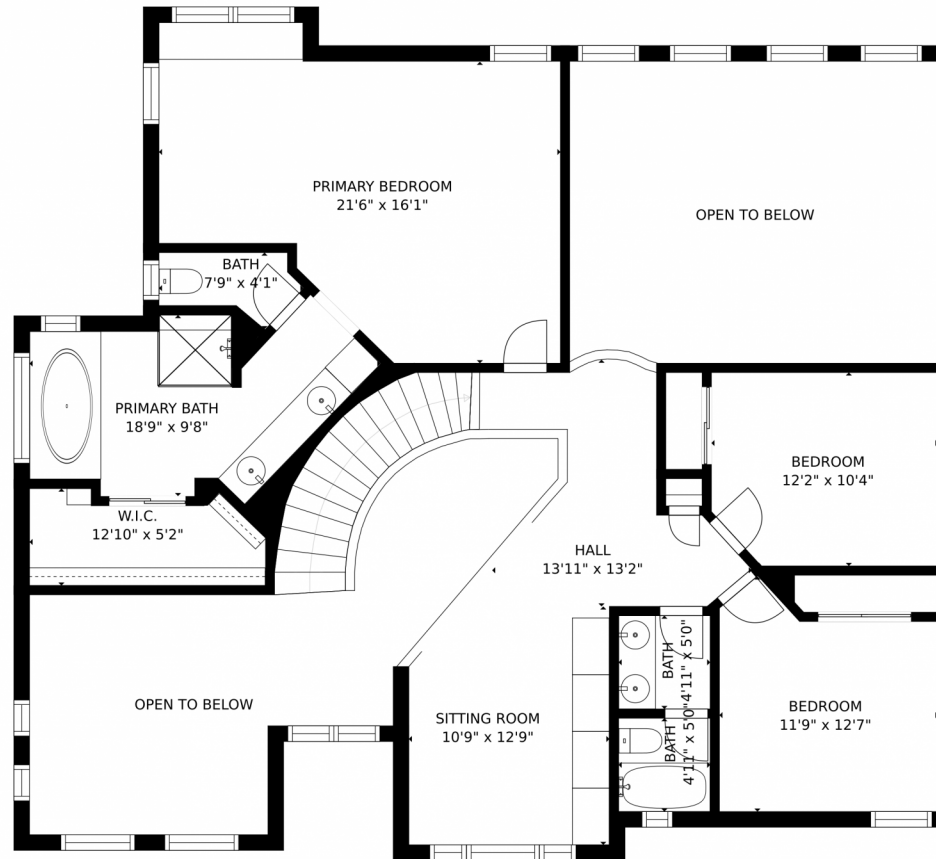 PRIMARY BEDROOM
21'6" x 16'1"
OPEN TO BELOW
BATH
7'9" x 4'1"
PRIMARY BATH
18'9" x 9'8"
BEDROOM
12'2" x 10'4"
W.I.C.
12'10" x 5'2"
HALL
13'11" x 13'2"
BATH
4'11" x 5'0"
OPEN TO BELOW
SITTING ROOM
10'9" x 12'9"
BATH
4'11" x 5'0"
BEDROOM
11'9" x 12'7"